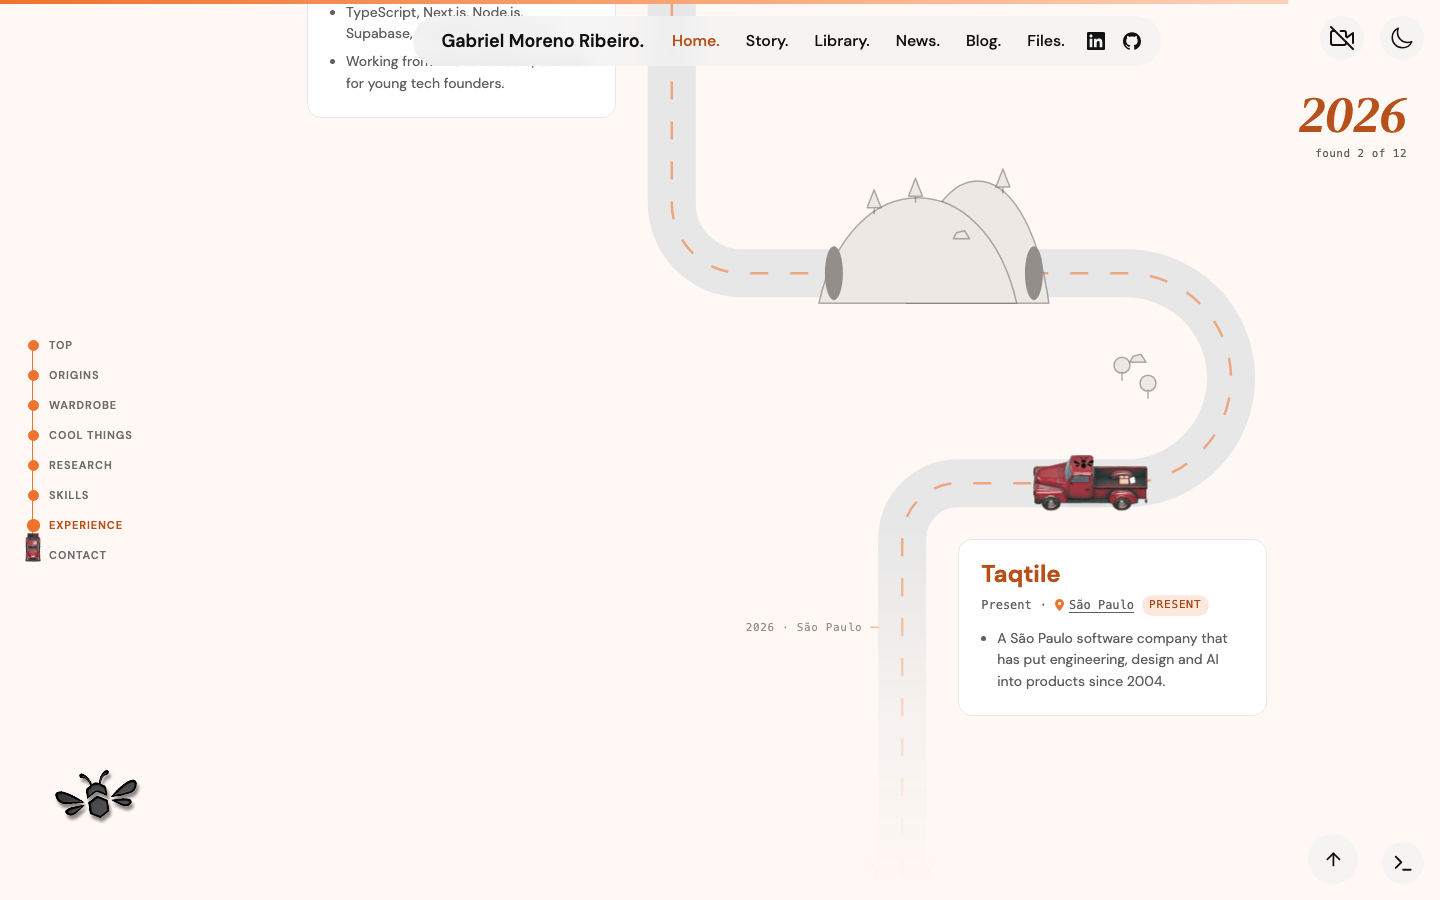 TypeScript, Next.js, Node.js,
Supabase,
Working from
for young tech founders.
Gabriel Moreno Ribeiro.
Home.
Story.
Library.
News.
Blog.
Files.
2026
found 2 of 12
TOP
ORIGINS
WARDROBE
COOL THINGS
RESEARCH
SKILLS
EXPERIENCE
CONTACT
Taqtile
Present · São Paulo PRESENT
A São Paulo software company that
has put engineering, design and AI
into products since 2004.
2026 · São Paulo